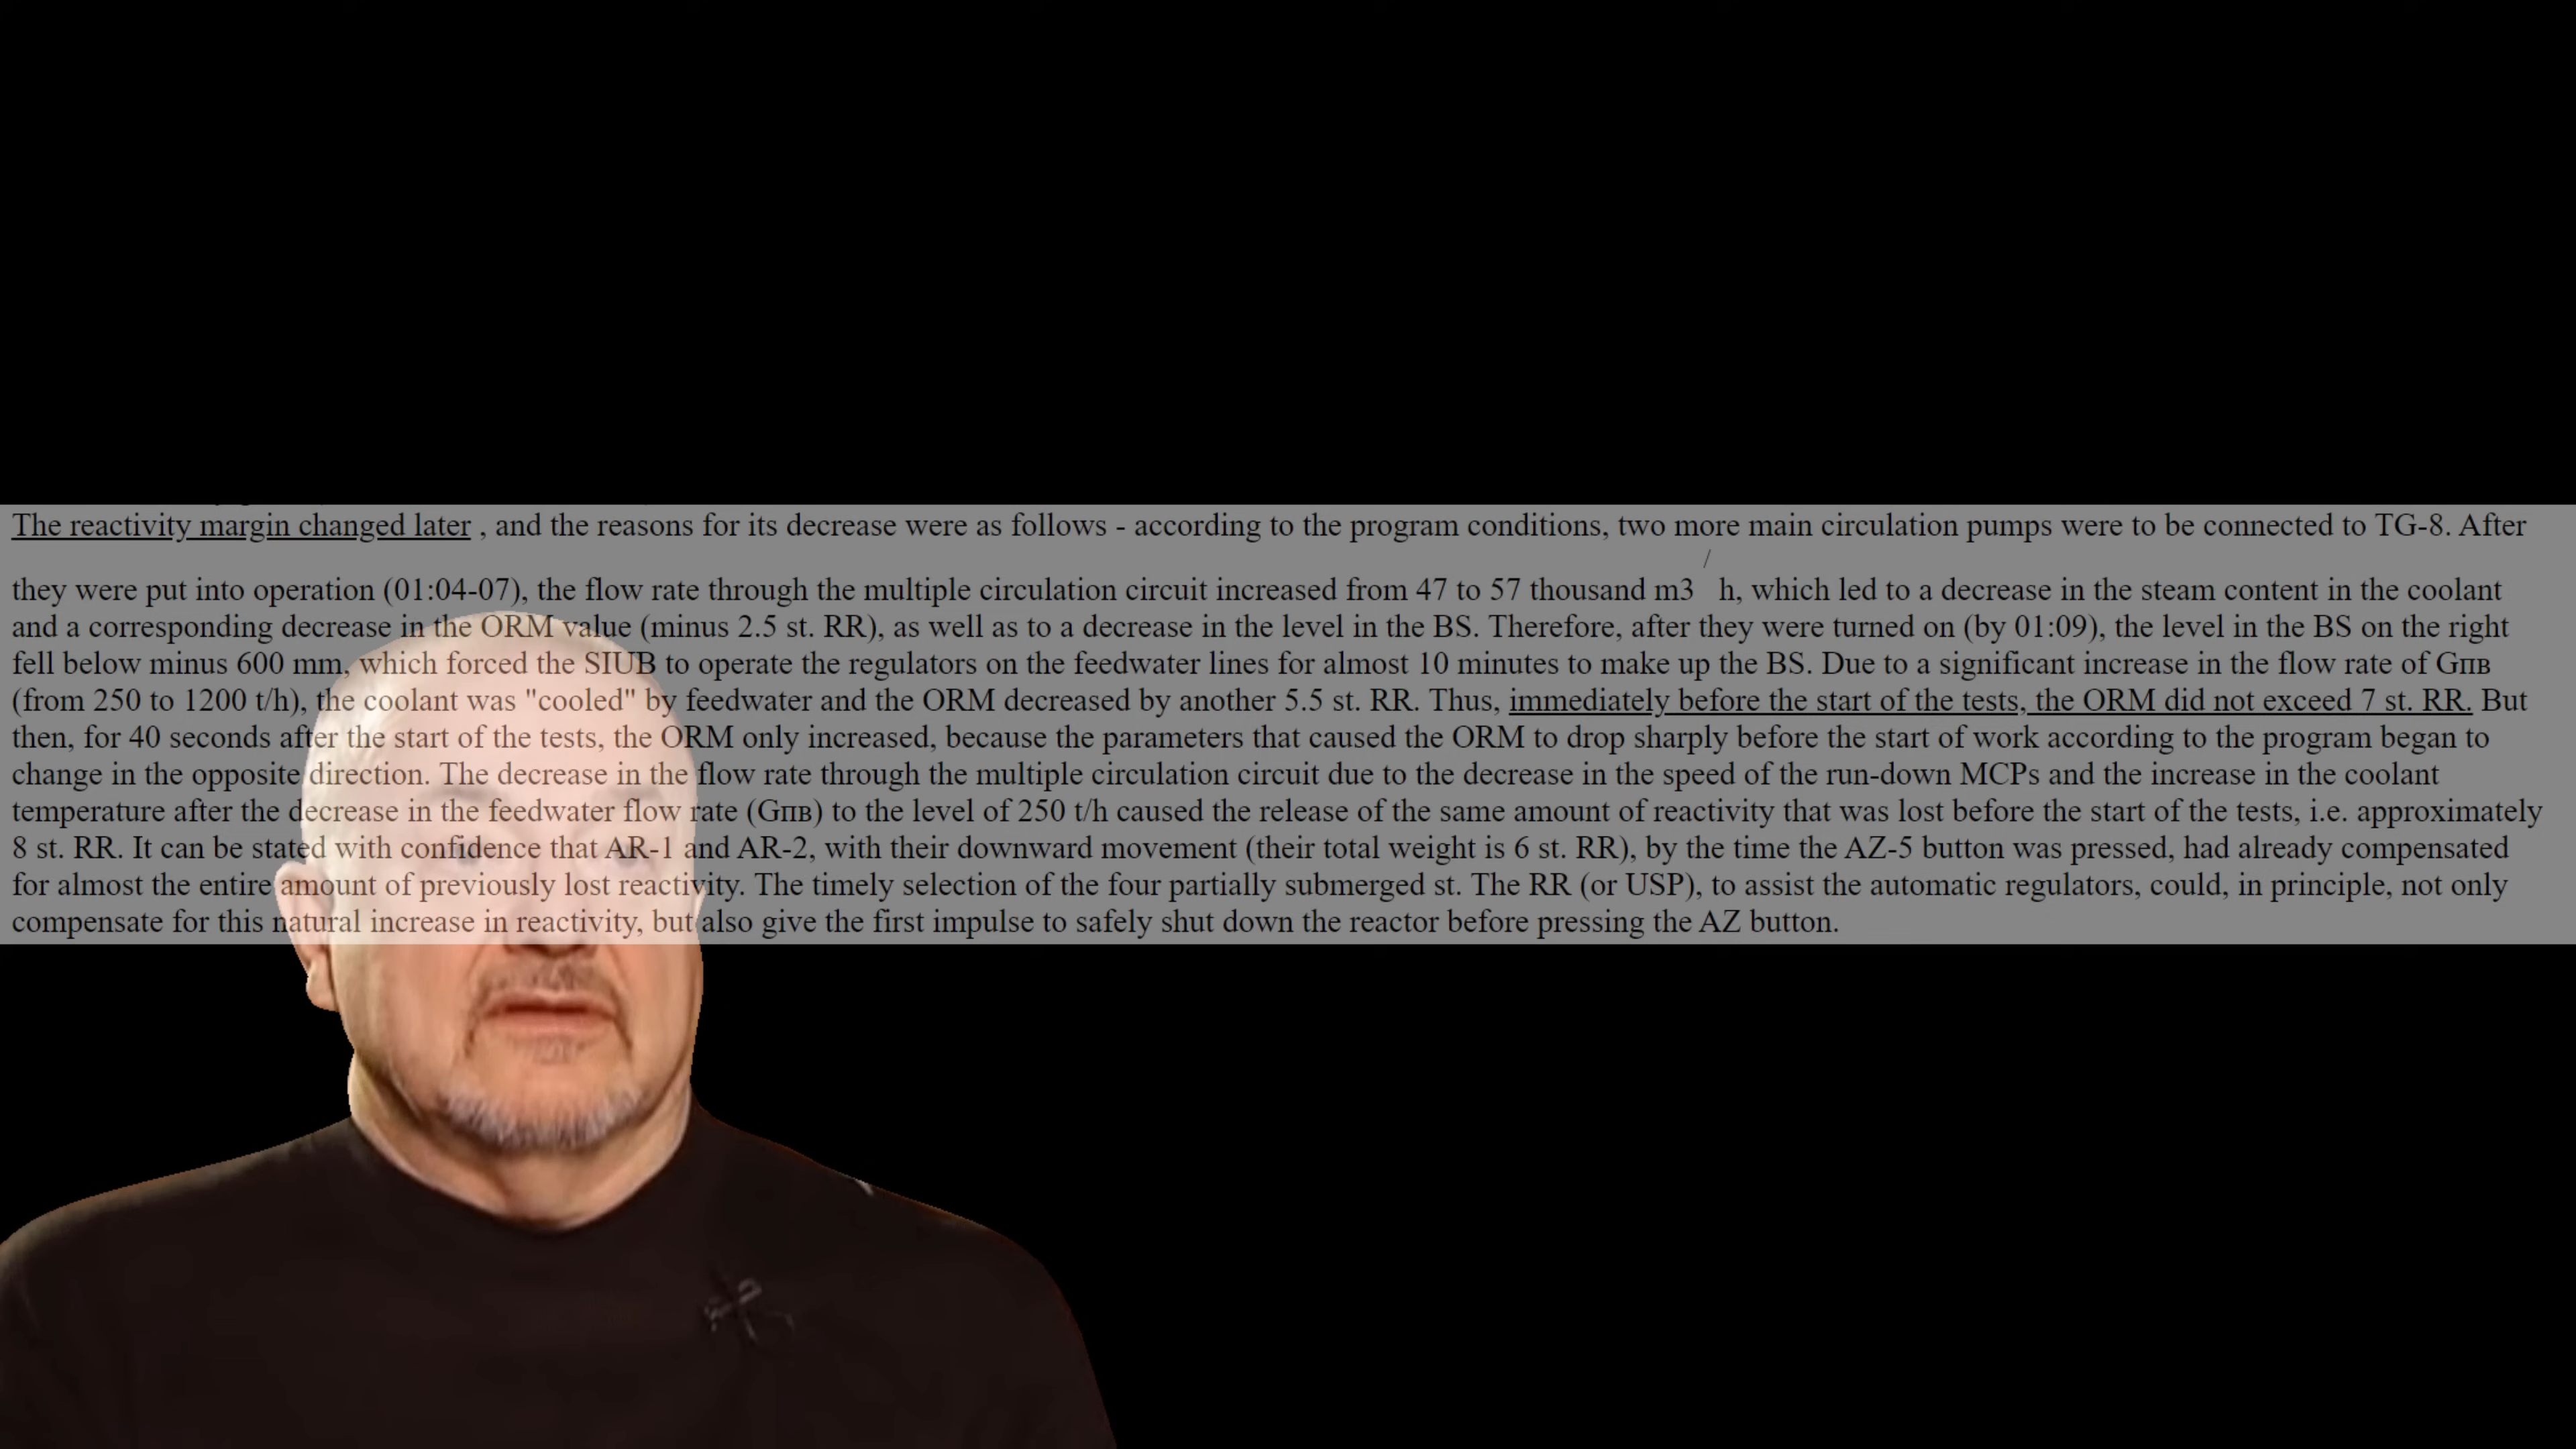 The reactivity margin changed later , and the reasons for its decrease were as follows - according to the program conditions, two more main circulation pumps were to be connected to TG-8. After
/
they were put into operation (01:04-07), the flow rate through the multiple circulation circuit increased from 47 to 57 thousand m3 h, which led to a decrease in the steam content in the coolant
and a corresponding decrease in the ORM value (minus 2.5 st. RR), as well as to a decrease in the level in the BS. Therefore, after they were turned on (by 01:09), the level in the BS on the right
fell below minus 600 mm, which forced the SIUB to operate the regulators on the feedwater lines for almost 10 minutes to make up the BS. Due to a significant increase in the flow rate of Gпв
(from 250 to 1200 t/h), the coolant was "cooled" by feedwater and the ORM decreased by another 5.5 st. RR. Thus, immediately before the start of the tests, the ORM did not exceed 7 st. RR. But
then, for 40 seconds after the start of the tests, the ORM only increased, because the parameters that caused the ORM to drop sharply before the start of work according to the program began to
change in the opposite direction. The decrease in the flow rate through the multiple circulation circuit due to the decrease in the speed of the run-down MCPs and the increase in the coolant
temperature after the decrease in the feedwater flow rate (Gпв) to the level of 250 t/h caused the release of the same amount of reactivity that was lost before the start of the tests, i.e. approximately
8 st. RR. It can be stated with confidence that AR-1 and AR-2, with their downward movement (their total weight is 6 st. RR), by the time the AZ-5 button was pressed, had already compensated
for almost the entire amount of previously lost reactivity. The timely selection of the four partially submerged st. The RR (or USP), to assist the automatic regulators, could, in principle, not only
compensate for this natural increase in reactivity, but also give the first impulse to safely shut down the reactor before pressing the AZ button.